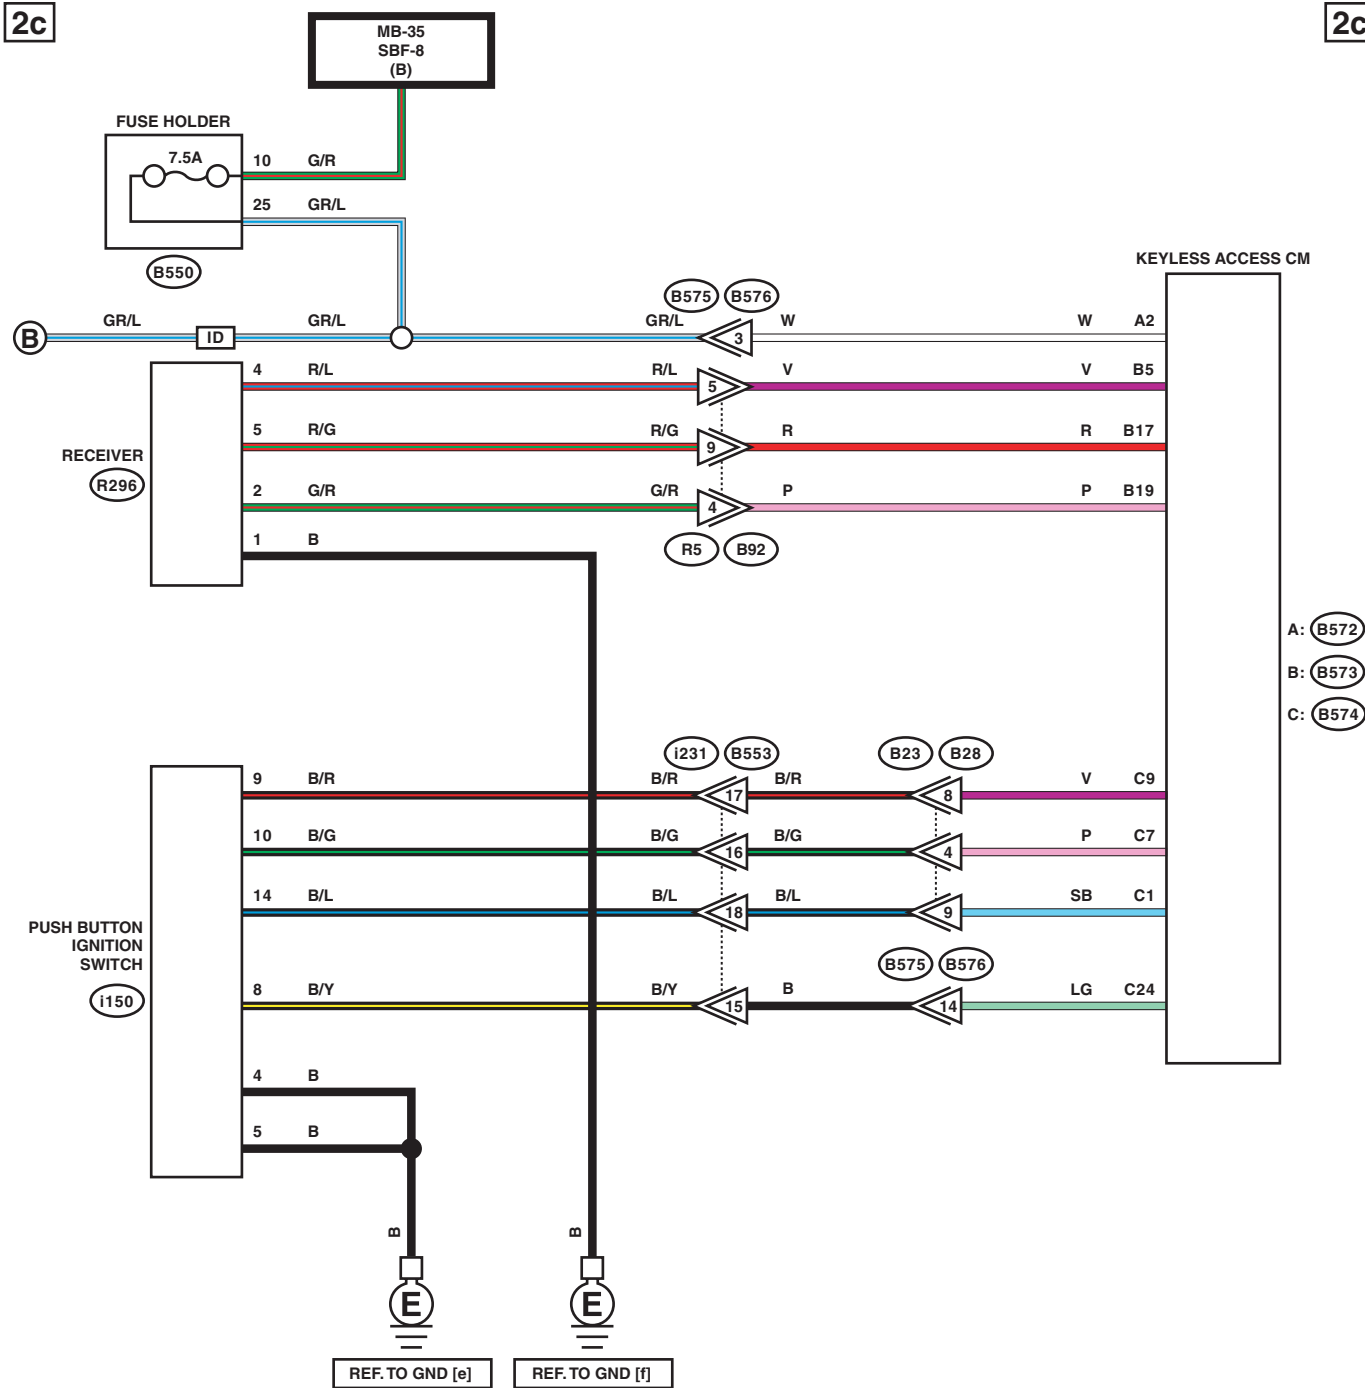 2c
2c
MB-35
SBF-8
(B)
FUSE HOLDER
7.5A
10 G/R
25 GR/L
B550
KEYLESS ACCESS CM
B575 B576
B GR/L ID GR/L GR/L 3 W W A2
4 R/L R/L 5 V V B5
5 R/G R/G 9 R R B17
RECEIVER
R296
2 G/R G/R 4 P P B19
1 B
R5 B92
A: B572
B: B573
C: B574
i231 B553 B23 B28
9 B/R B/R 17 B/R 8 V C9
10 B/G B/G 16 B/G 4 P C7
14 B/L B/L 18 B/L 9 SB C1
PUSH BUTTON
IGNITION
SWITCH
i150
B575 B576
8 B/Y B/Y 15 B 14 LG C24
4 B
5 B
B B
E E
REF. TO GND [e] REF. TO GND [f]